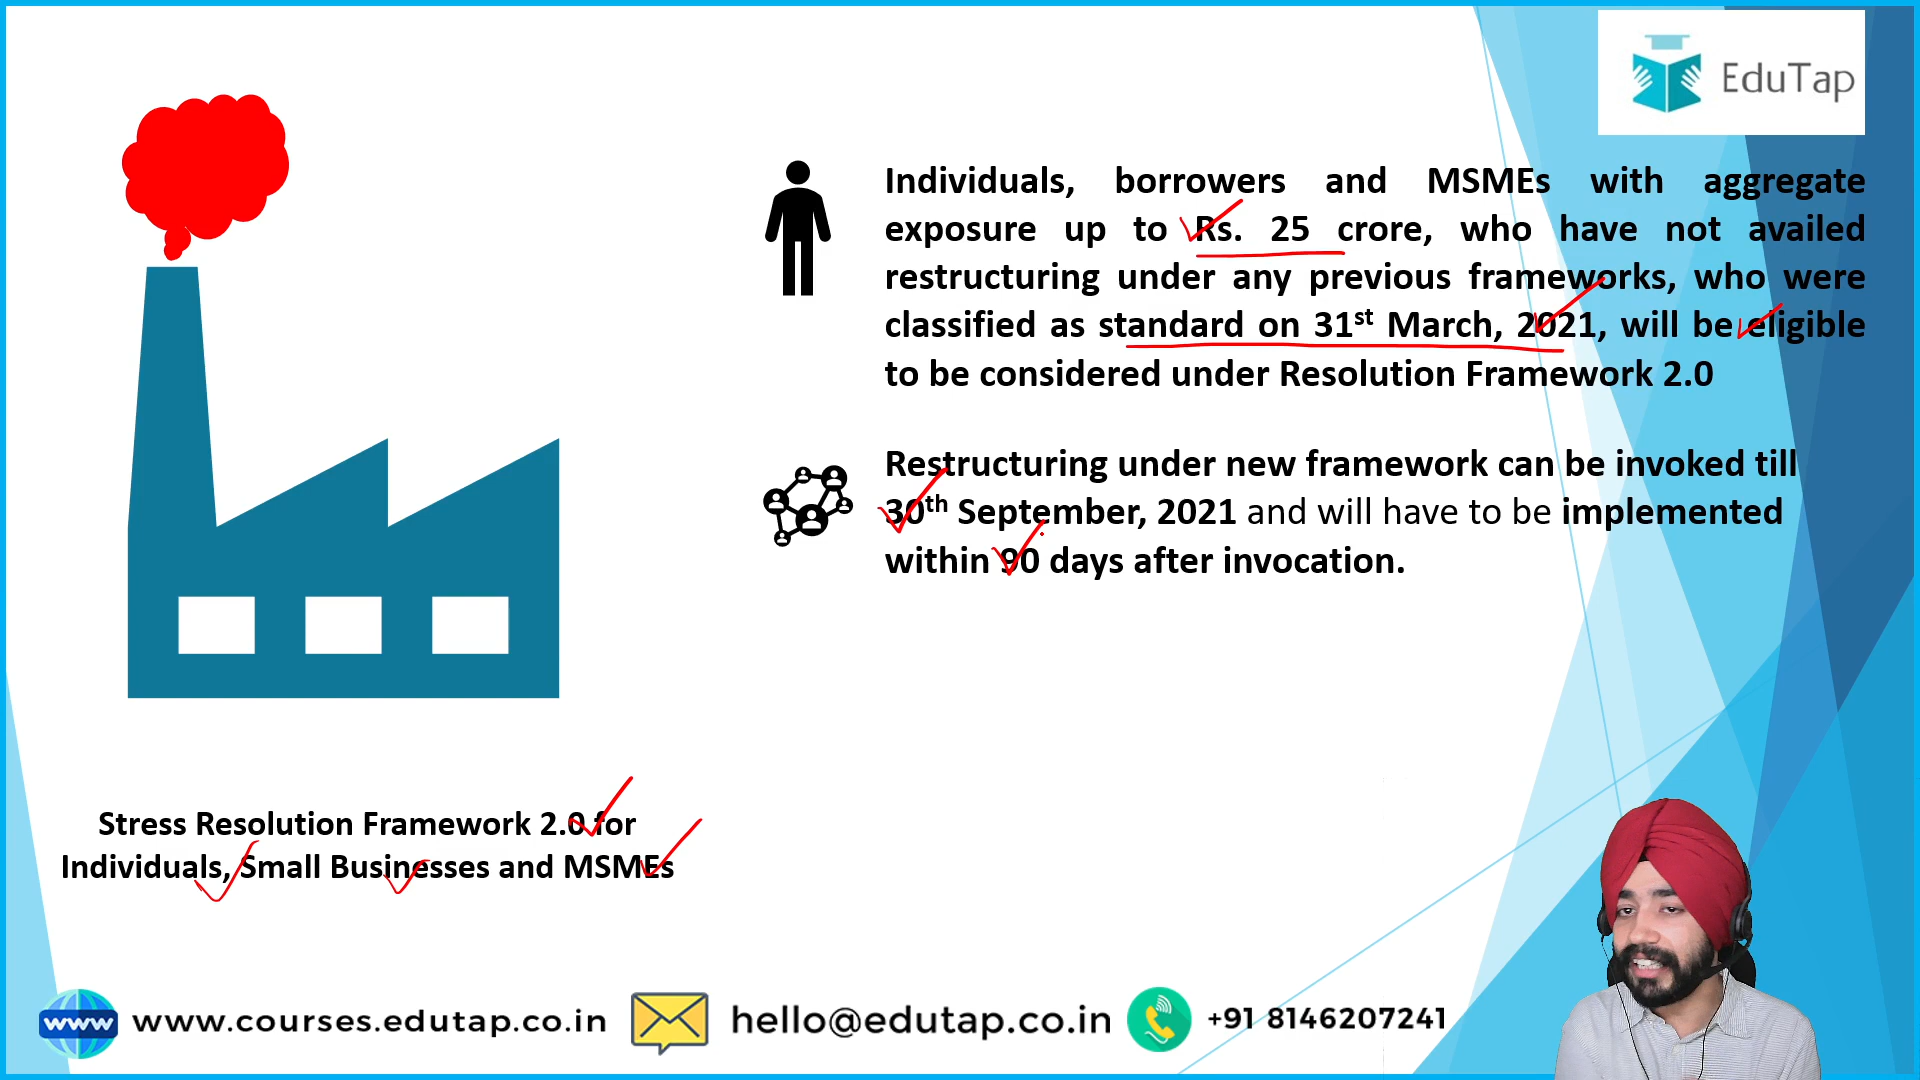 EduTap
Individuals, borrowers and MSMEs with aggregate
exposure up to Rs. 25 crore, who have not availed
restructuring under any previous frameworks, who were
classified as standard on 31st March, 2021, will be eligible
to be considered under Resolution Framework 2.0
Restructuring under new framework can be invoked till
30th September, 2021 and will have to be implemented
within 90 days after invocation.
Stress Resolution Framework 2.0 for
Individuals, Small Businesses and MSMEs
www www.courses.edutap.co.in hello@edutap.co.in +91 8146207241